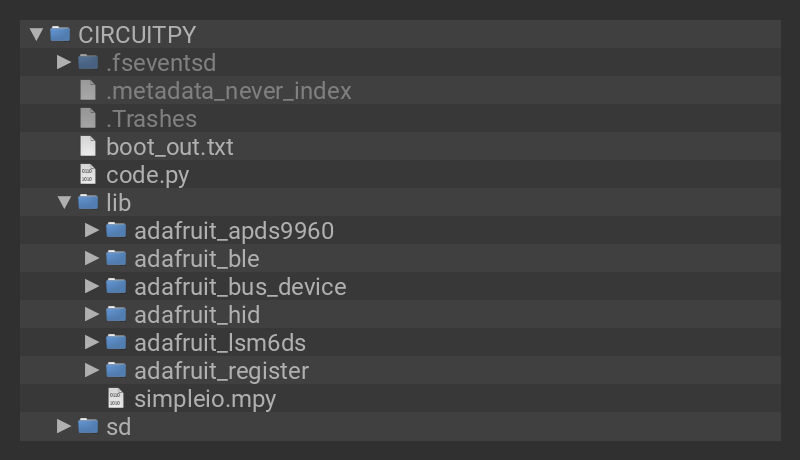 CIRCUITPY
.fseventsd
.metadata_never_index
.Trashes
boot_out.txt
code.py
lib
adafruit_apds9960
adafruit_ble
adafruit_bus_device
adafruit_hid
adafruit_lsm6ds
adafruit_register
simpleio.mpy
sd